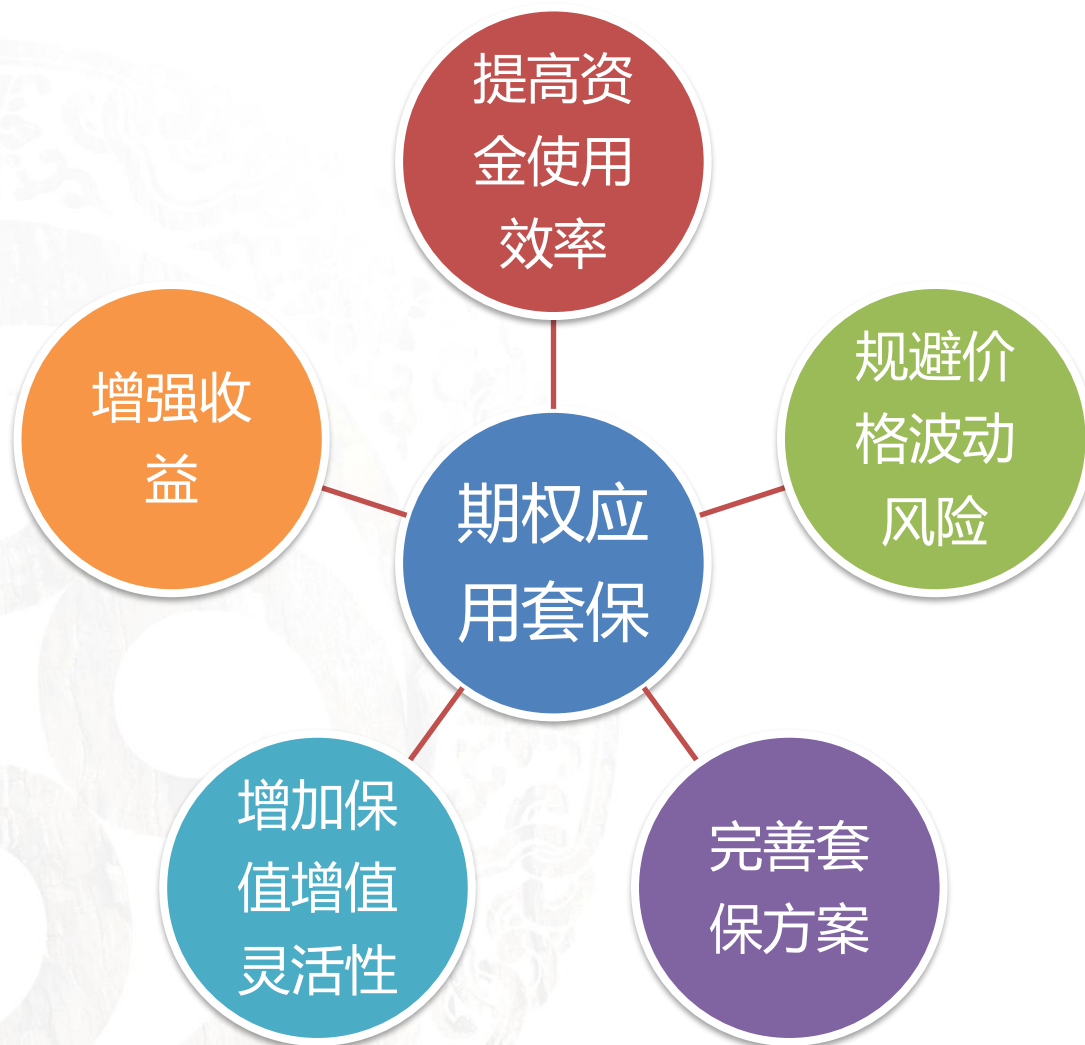 提高资
金使用
效率
规避价
格波动
风险
增强收
益
期权应
用套保
增加保
值增值
灵活性
完善套
保方案